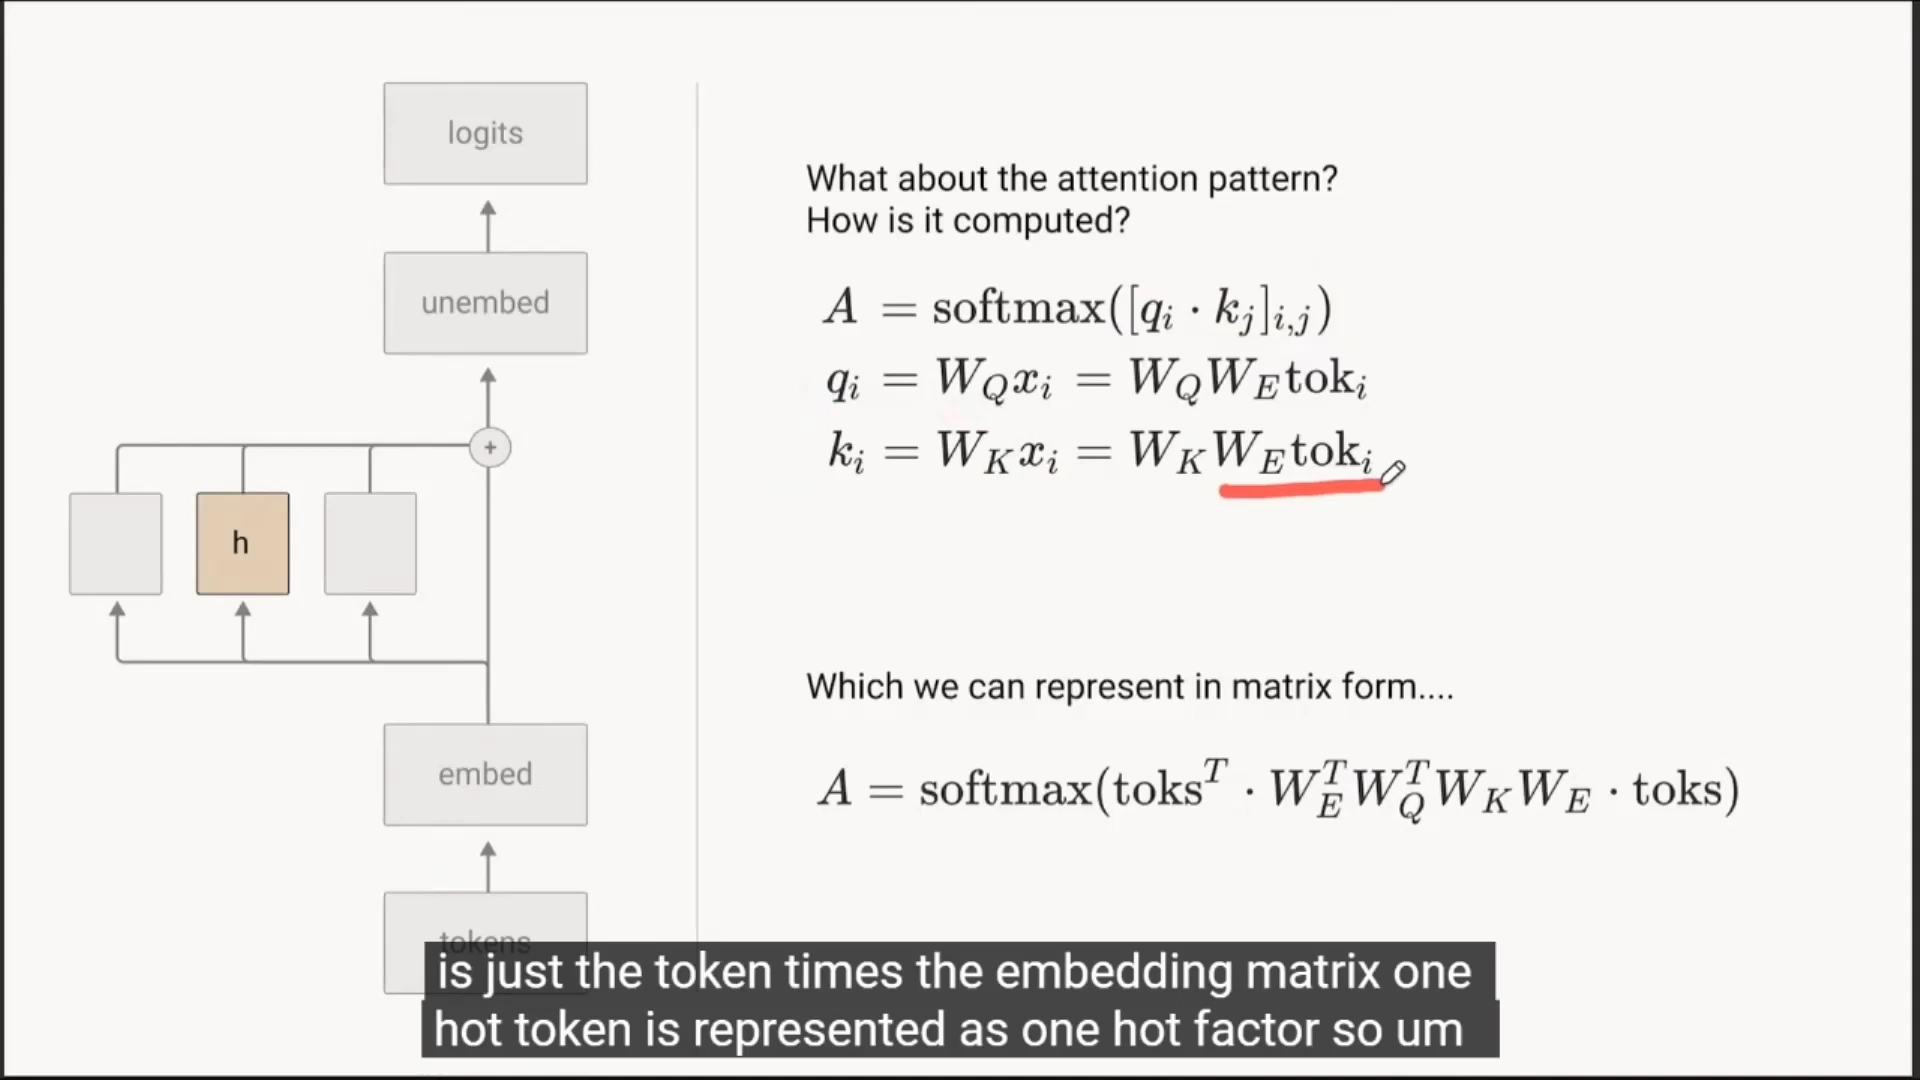 logits
unembed
+
h
embed
tokens
What about the attention pattern?
How is it computed?
A = softmax([q_i · k_j]_{i,j})
q_i = W_Q x_i = W_Q W_E tok_i
k_i = W_K x_i = W_K W_E tok_i
Which we can represent in matrix form....
A = softmax(toks^T · W_E^T W_Q^T W_K W_E · toks)
is just the token times the embedding matrix one
hot token is represented as one hot factor so um